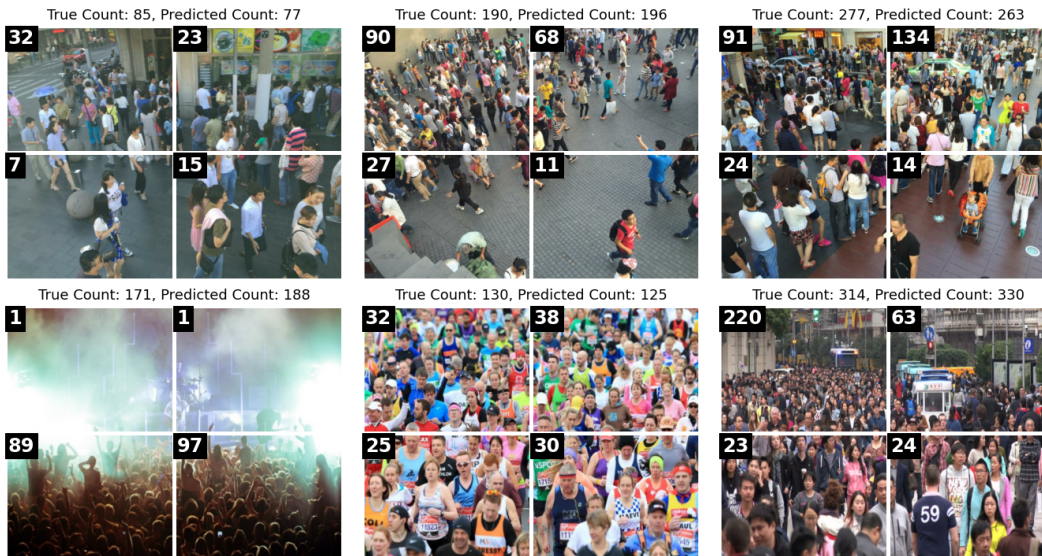 True Count: 85, Predicted Count: 77
True Count: 190, Predicted Count: 196
True Count: 277, Predicted Count: 263
32 23
90 68
91 134
7 15
27 11
24 14
True Count: 171, Predicted Count: 188
True Count: 130, Predicted Count: 125
True Count: 314, Predicted Count: 330
1 1
32 38
220 63
89 97
25 30
23 24
59